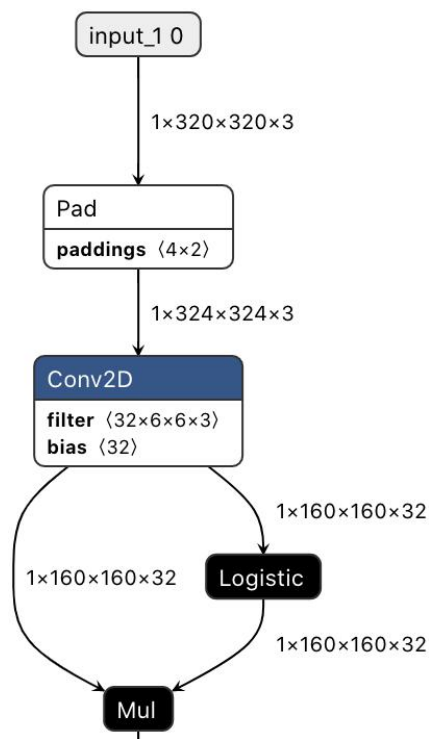 input_1 0
1×320×320×3
Pad
paddings ⟨4×2⟩
1×324×324×3
Conv2D
filter ⟨32×6×6×3⟩
bias ⟨32⟩
1×160×160×32
1×160×160×32
Logistic
1×160×160×32
Mul